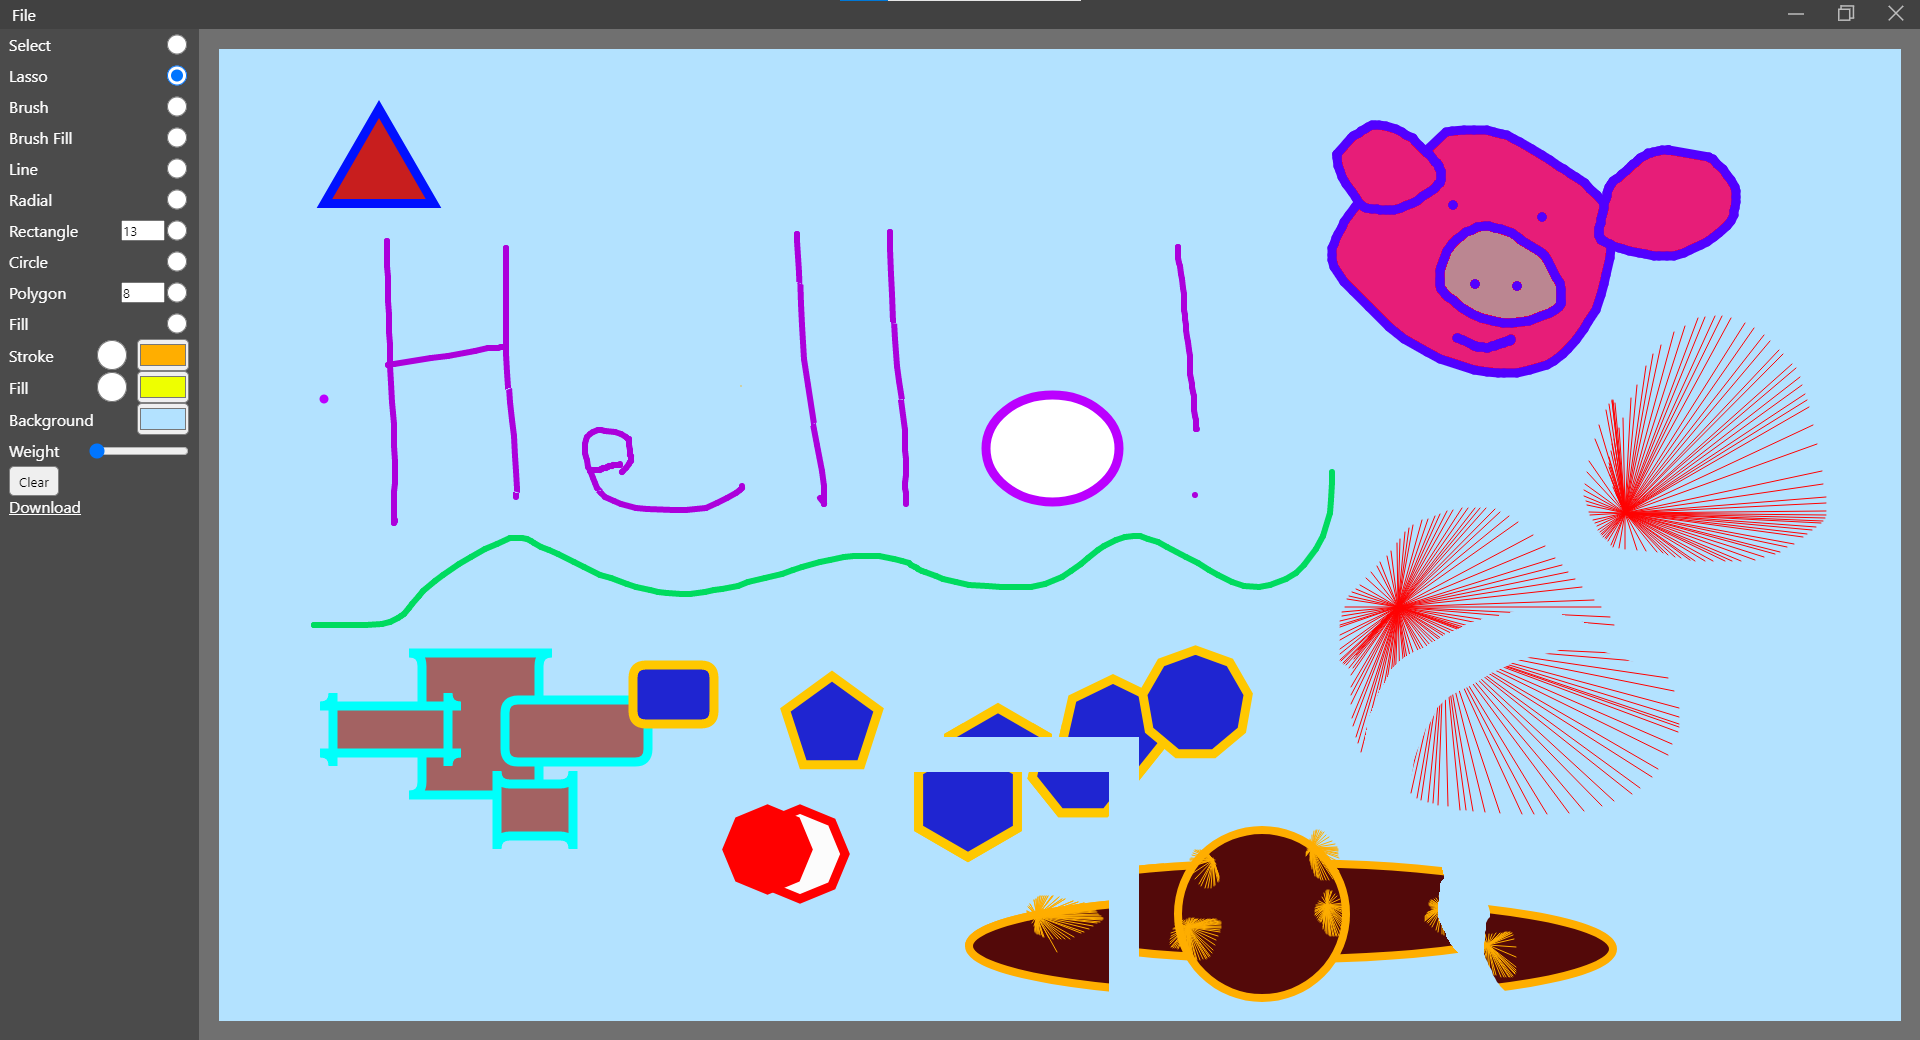 File
Select
Lasso
Brush
Brush Fill
Line
Radial
Rectangle 13
Circle
Polygon 8
Fill
Stroke
Fill
Background
Weight
Clear
Download
Hello!